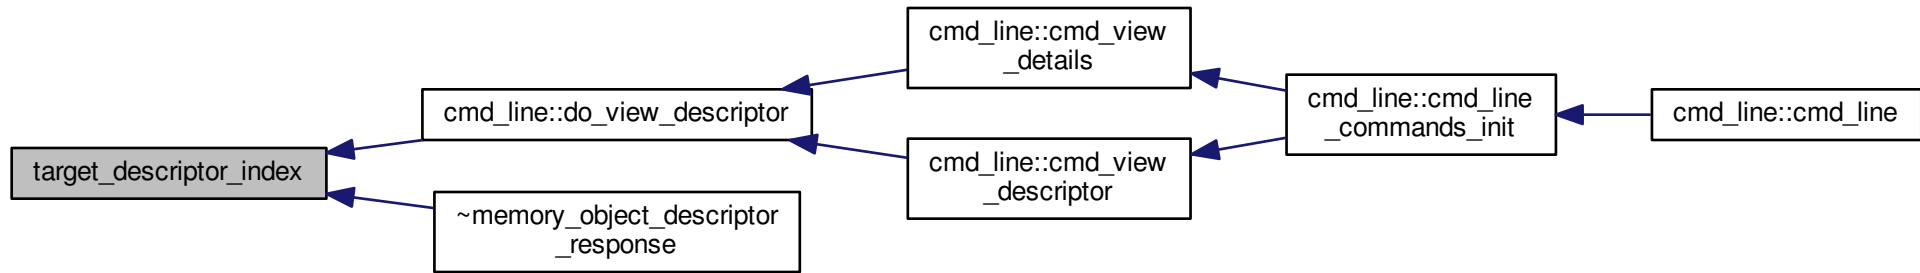 target_descriptor_index
cmd_line::do_view_descriptor
~memory_object_descriptor
_response
cmd_line::cmd_view
_details
cmd_line::cmd_view
_descriptor
cmd_line::cmd_line
_commands_init
cmd_line::cmd_line